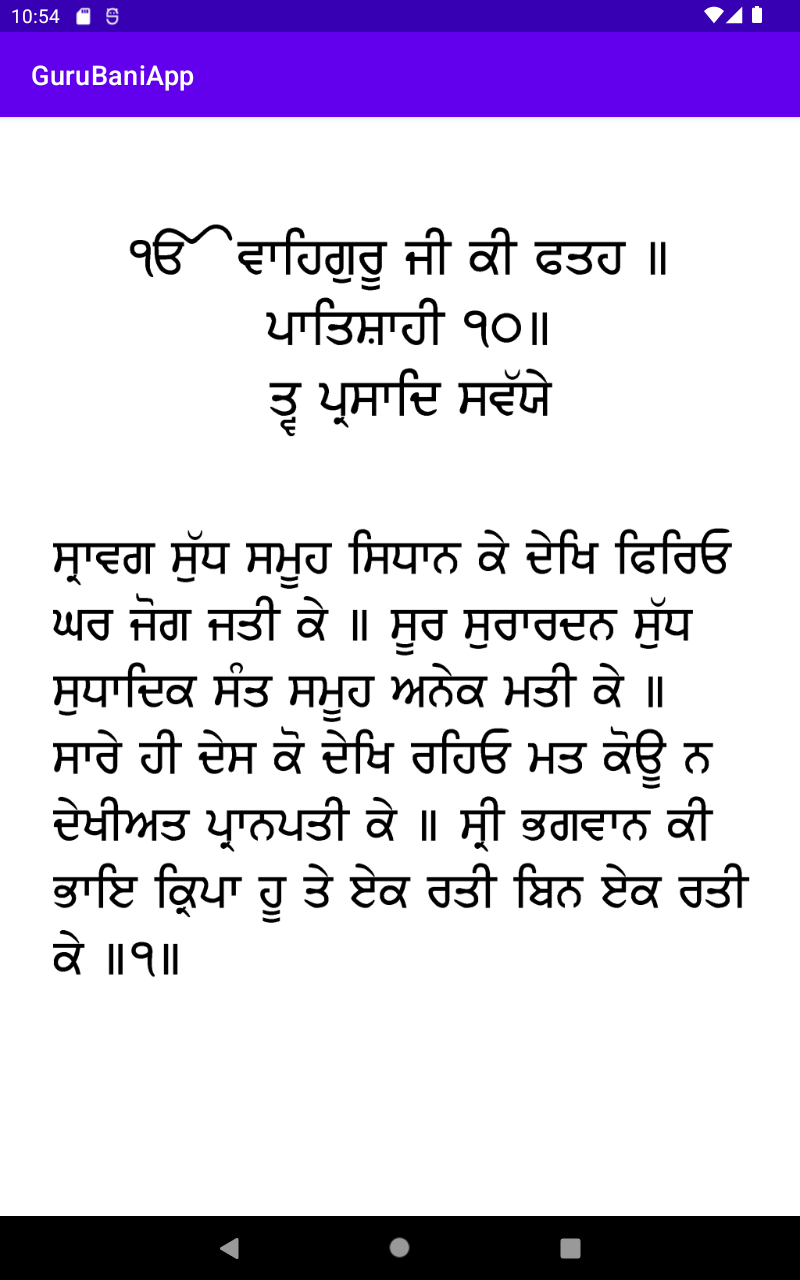 10:54
GuruBaniApp
ੴ ਵਾਹਿਗੁਰੂ ਜੀ ਕੀ ਫਤਹ ॥
ਪਾਤਿਸ਼ਾਹੀ ੧੦॥
ਤ੍ਵ ਪ੍ਰਸਾਦਿ ਸਵੱਯੇ
ਸ੍ਰਾਵਗ ਸੁੱਧ ਸਮੂਹ ਸਿਧਾਨ ਕੇ ਦੇਖਿ ਫਿਰਿਓ
ਘਰ ਜੋਗ ਜਤੀ ਕੇ ॥ ਸੂਰ ਸੁਰਾਰਦਨ ਸੁੱਧ
ਸੁਧਾਦਿਕ ਸੰਤ ਸਮੂਹ ਅਨੇਕ ਮਤੀ ਕੇ ॥
ਸਾਰੇ ਹੀ ਦੇਸ ਕੋ ਦੇਖਿ ਰਹਿਓ ਮਤ ਕੋਊ ਨ
ਦੇਖੀਅਤ ਪ੍ਰਾਨਪਤੀ ਕੇ ॥ ਸ੍ਰੀ ਭਗਵਾਨ ਕੀ
ਭਾਇ ਕ੍ਰਿਪਾ ਹੂ ਤੇ ਏਕ ਰਤੀ ਬਿਨ ਏਕ ਰਤੀ
ਕੇ ॥੧॥